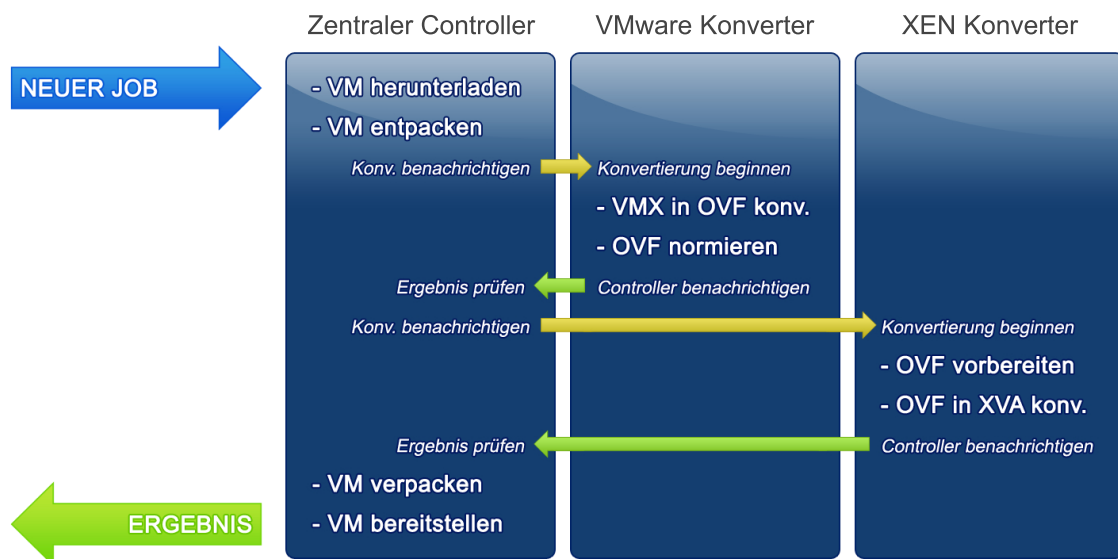 Zentraler Controller
VMware Konverter
XEN Konverter
NEUER JOB
- VM herunterladen
- VM entpacken
Konv. benachrichtigen
Konvertierung beginnen
- VMX in OVF konv.
- OVF normieren
Ergebnis prüfen
Controller benachrichtigen
Konv. benachrichtigen
Konvertierung beginnen
- OVF vorbereiten
- OVF in XVA konv.
Ergebnis prüfen
Controller benachrichtigen
- VM verpacken
- VM bereitstellen
ERGEBNIS